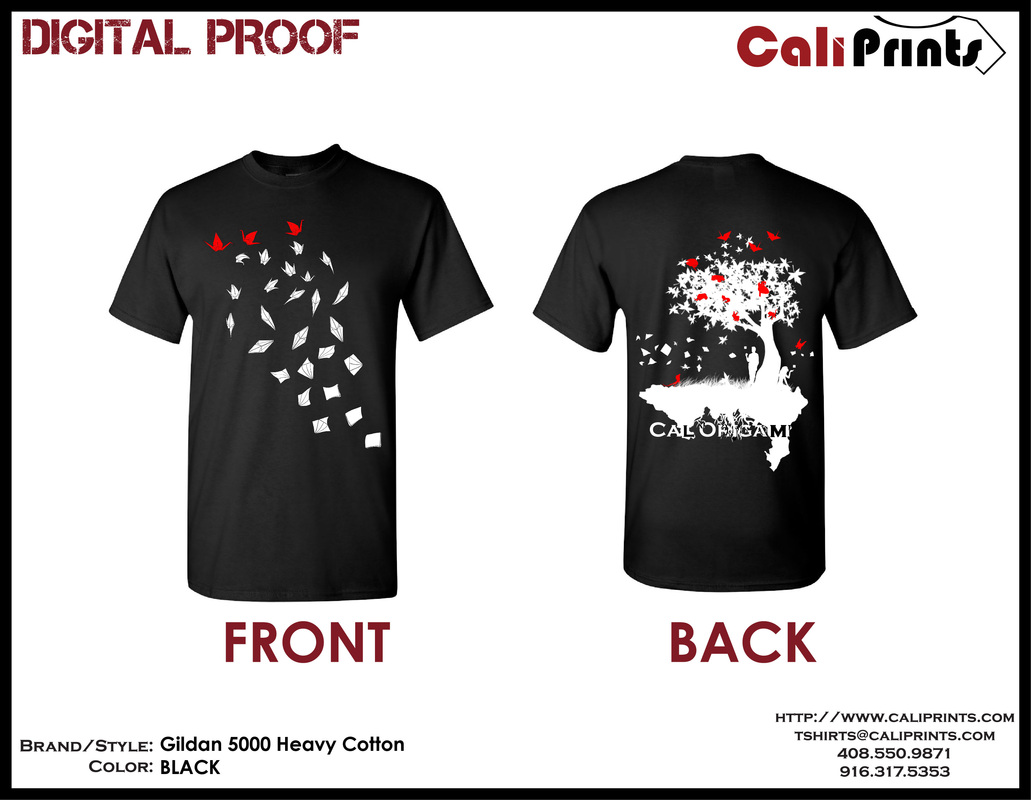 DIGITAL PROOF
Cali Prints
Cal Origami
FRONT
BACK
Brand/Style: Gildan 5000 Heavy Cotton
Color: BLACK
http://www.caliprints.com
tshirts@caliprints.com
408.550.9871
916.317.5353